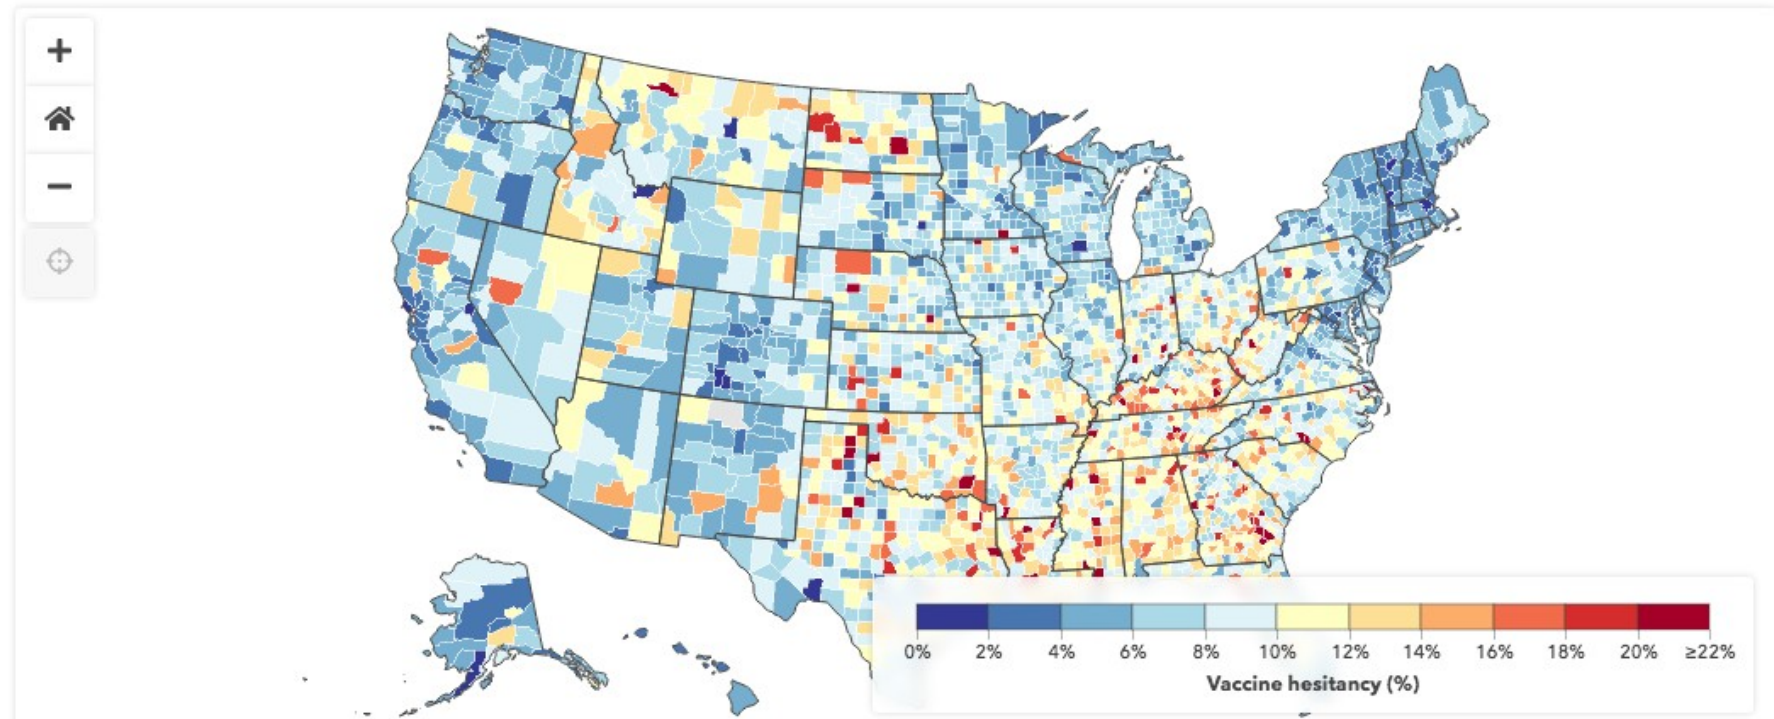 0% 2% 4% 6% 8% 10% 12% 14% 16% 18% 20% ≥22%
Vaccine hesitancy (%)